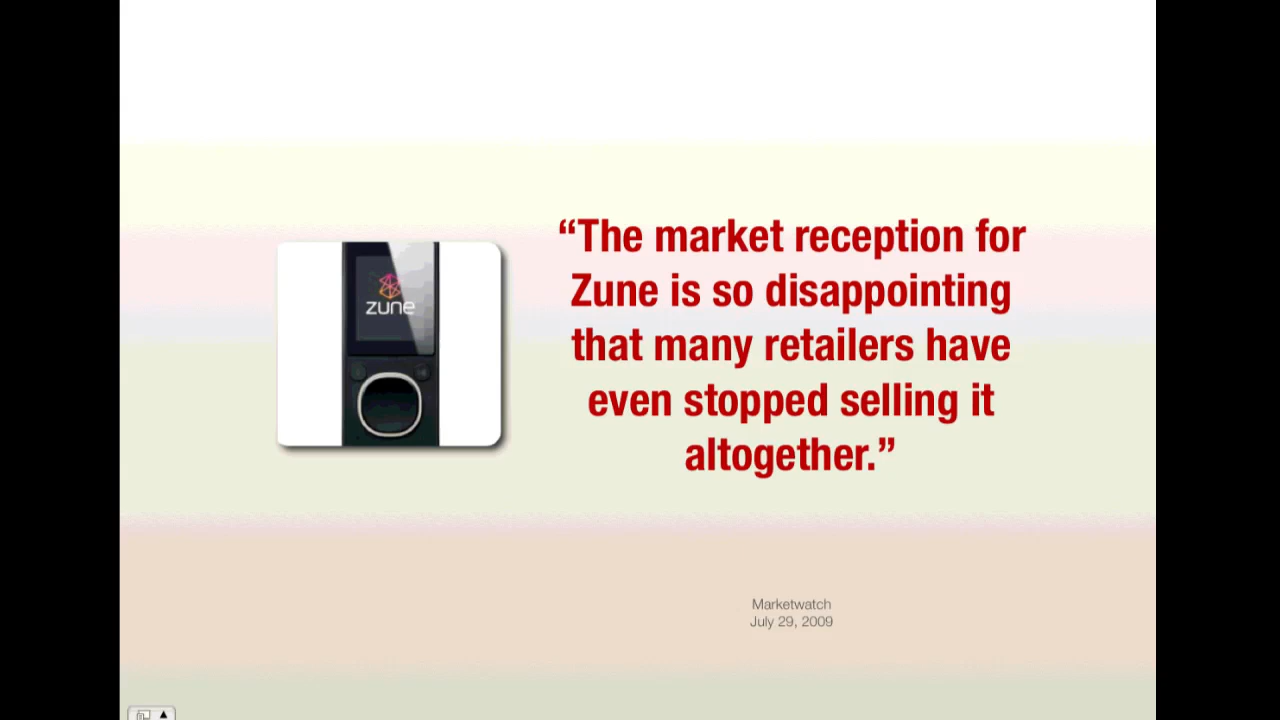 zune
“The market reception for
Zune is so disappointing
that many retailers have
even stopped selling it
altogether.”
Marketwatch
July 29, 2009